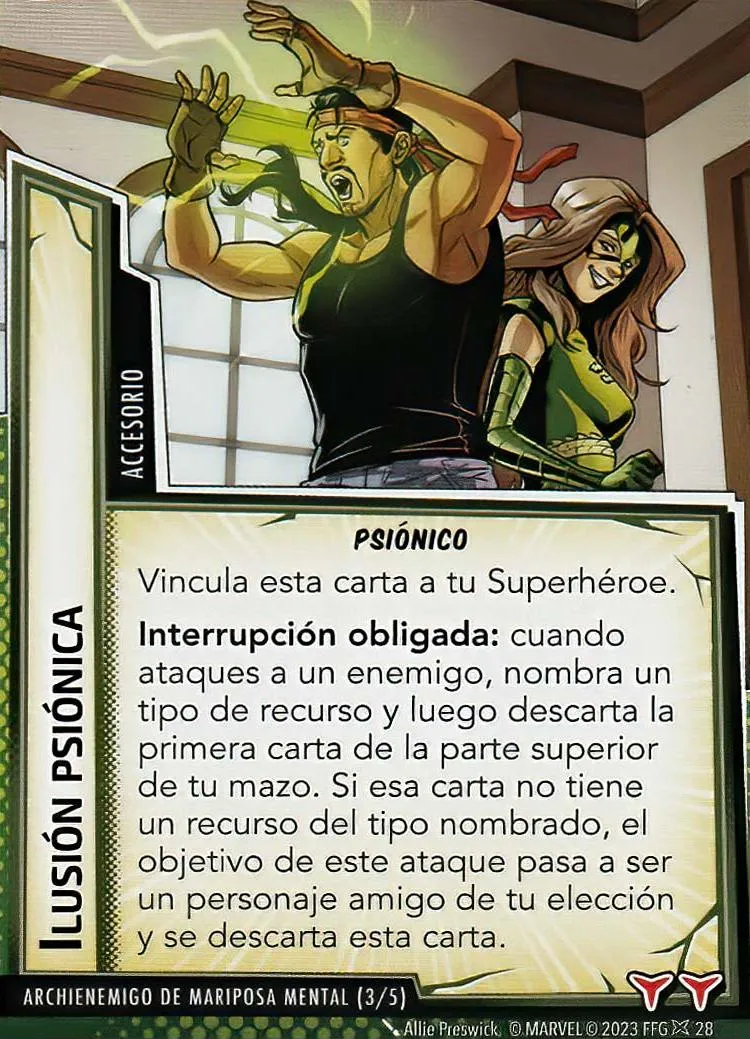 ACCESORIO
ILUSIÓN PSIÓNICA
PSIÓNICO
Vincula esta carta a tu Superhéroe.
Interrupción obligada: cuando
ataques a un enemigo, nombra un
tipo de recurso y luego descarta la
primera carta de la parte superior
de tu mazo. Si esa carta no tiene
un recurso del tipo nombrado, el
objetivo de este ataque pasa a ser
un personaje amigo de tu elección
y se descarta esta carta.
ARCHIENEMIGO DE MARIPOSA MENTAL (3/5)
Allie Preswick. © MARVEL © 2023 FFG 28